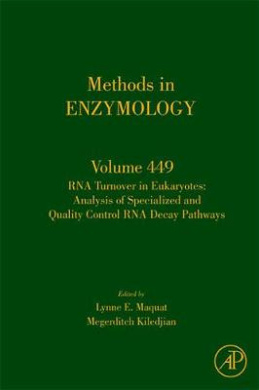 Methods in
ENZYMOLOGY
Volume 449
RNA Turnover in Eukaryotes:
Analysis of Specialized and
Quality Control RNA Decay Pathways
Edited by
Lynne E. Maquat
Megerditch Kiledjian
AP